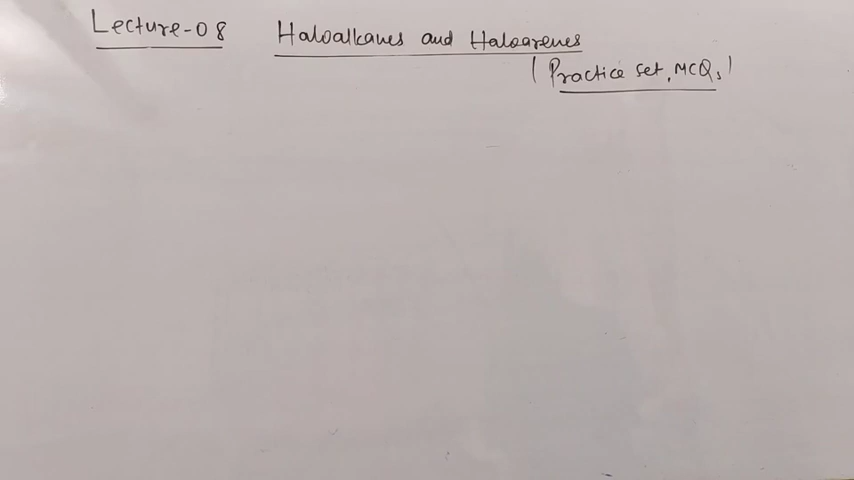 Lecture-08 Haloalkanes and Haloarenes
(Practice set, MCQs)